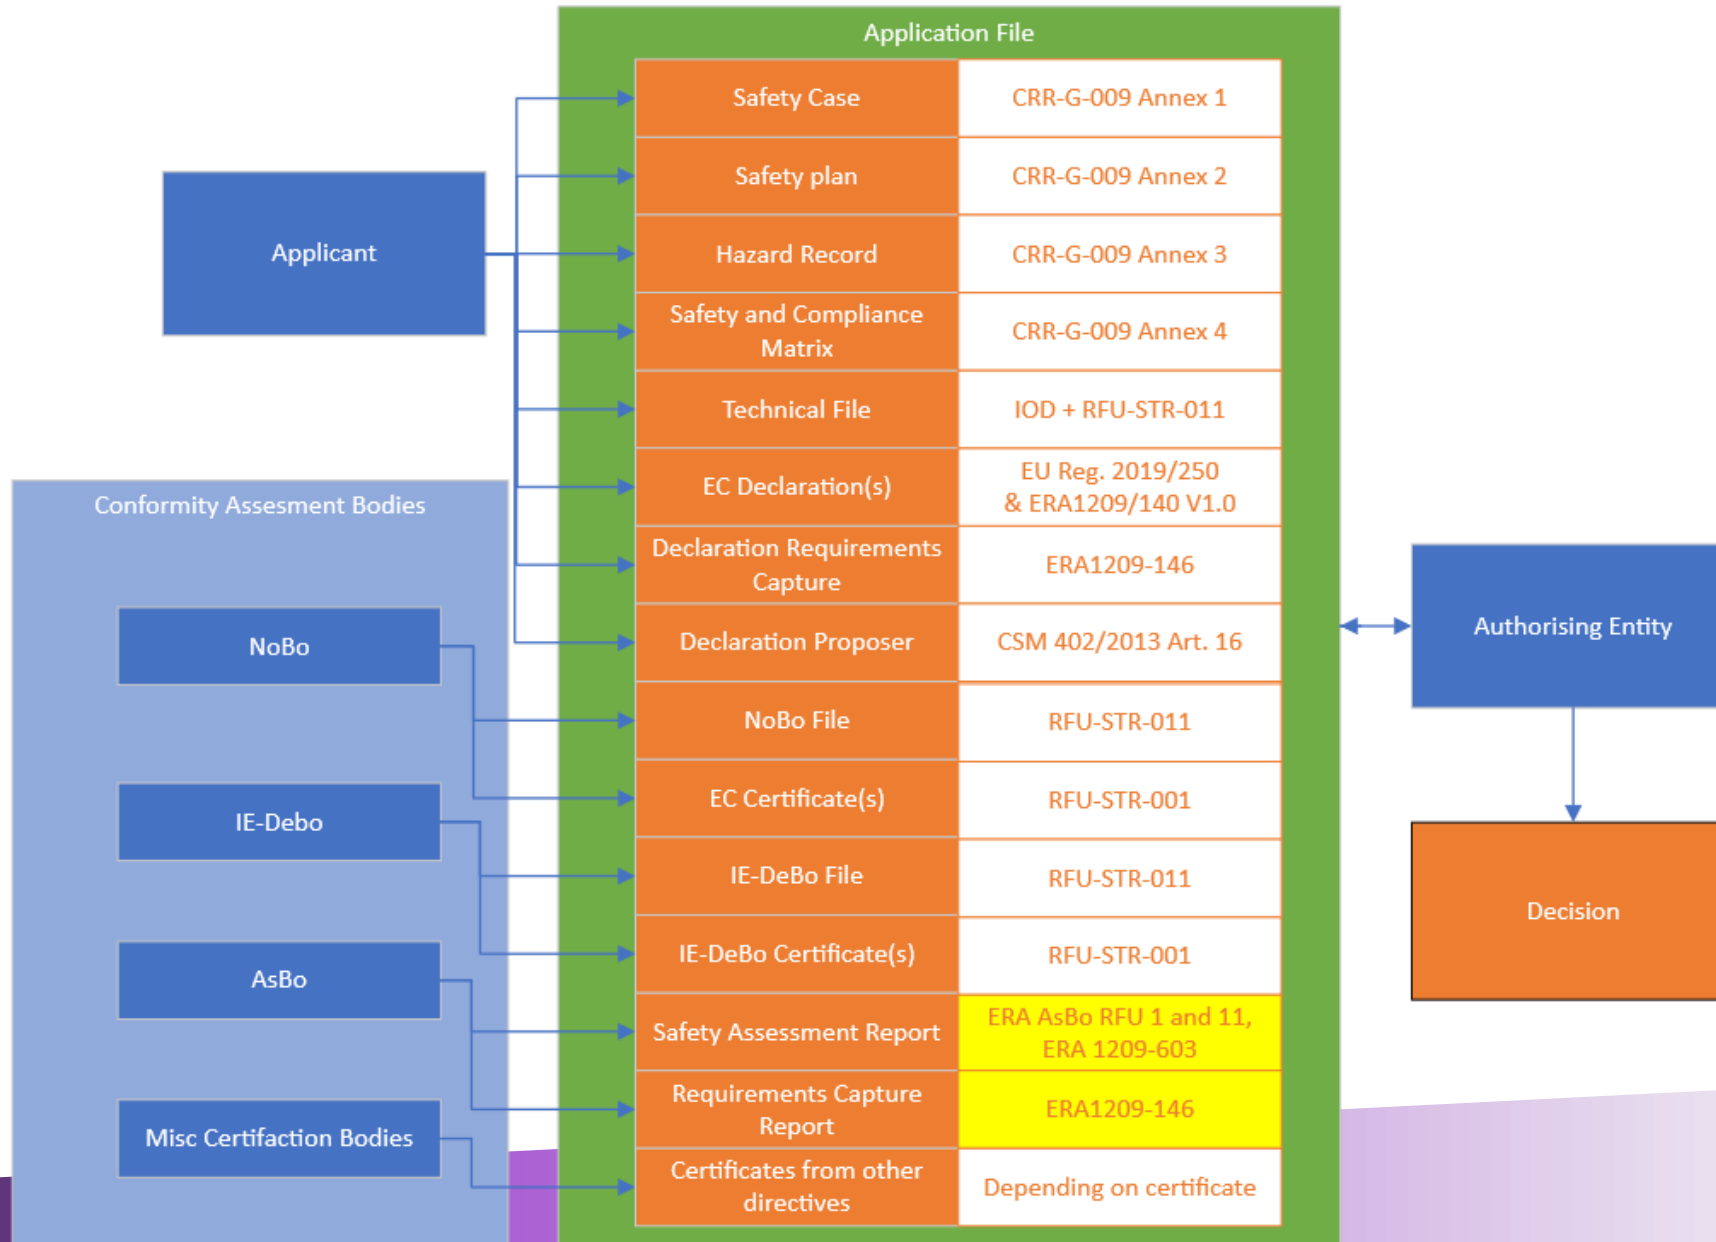 Application File
Safety Case
CRR-G-009 Annex 1
Safety plan
CRR-G-009 Annex 2
Applicant
Hazard Record
CRR-G-009 Annex 3
Safety and Compliance
Matrix
CRR-G-009 Annex 4
Technical File
IOD + RFU-STR-011
EC Declaration(s)
EU Reg. 2019/250
& ERA1209/140 V1.0
Conformity Assesment Bodies
Declaration Requirements
Capture
ERA1209-146
Declaration Proposer
CSM 402/2013 Art. 16
Authorising Entity
NoBo
NoBo File
RFU-STR-011
EC Certificate(s)
RFU-STR-001
IE-Debo
IE-DeBo File
RFU-STR-011
Decision
IE-DeBo Certificate(s)
RFU-STR-001
AsBo
Safety Assessment Report
ERA AsBo RFU 1 and 11,
ERA 1209-603
Requirements Capture
Report
ERA1209-146
Misc Certifaction Bodies
Certificates from other
directives
Depending on certificate